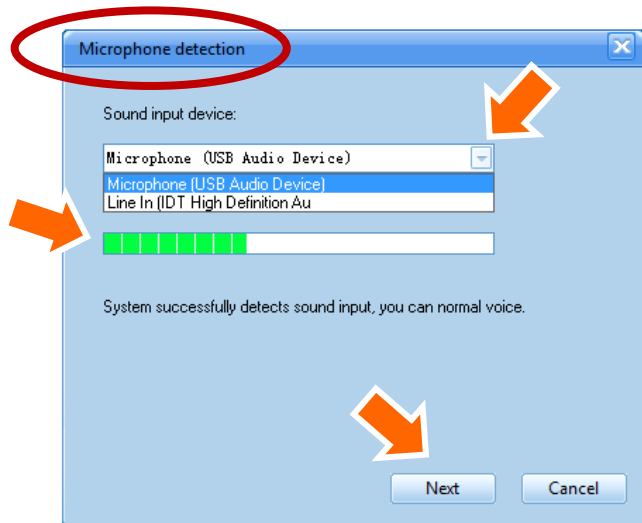 Microphone detection
Sound input device:
Microphone (USB Audio Device)
Microphone (USB Audio Device)
Line In (IDT High Definition Au
System successfully detects sound input, you can normal voice.
Next Cancel